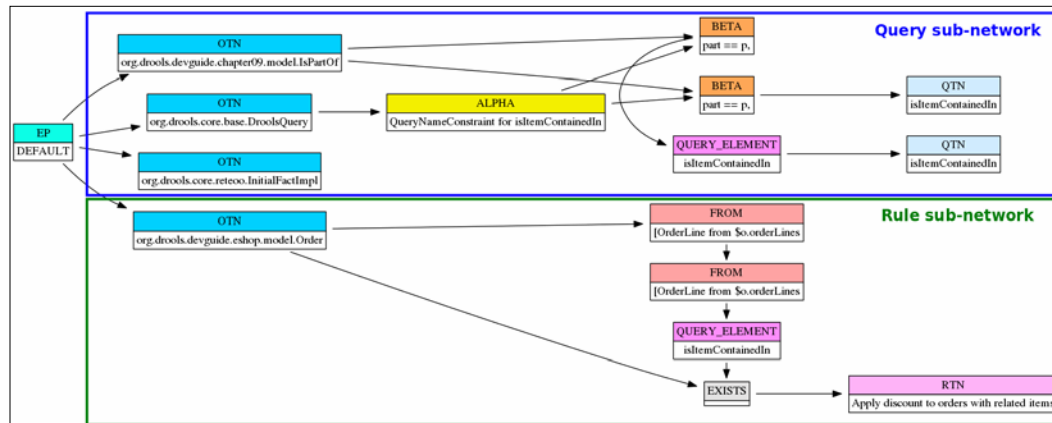 Query sub-network
BETA
part == p,
OTN
org.drools.devguide.chapter09.model.IsPartOf
BETA
part == p,
QTN
isItemContainedIn
OTN
org.drools.core.base.DroolsQuery
ALPHA
QueryNameConstraint for isItemContainedIn
EP
DEFAULT
QUERY_ELEMENT
isItemContainedIn
QTN
isItemContainedIn
OTN
org.drools.core.reteoo.InitialFactImpl
Rule sub-network
OTN
org.drools.devguide.eshop.model.Order
FROM
[OrderLine from $o.orderLines
FROM
[OrderLine from $o.orderLines
QUERY_ELEMENT
isItemContainedIn
EXISTS
RTN
Apply discount to orders with related items